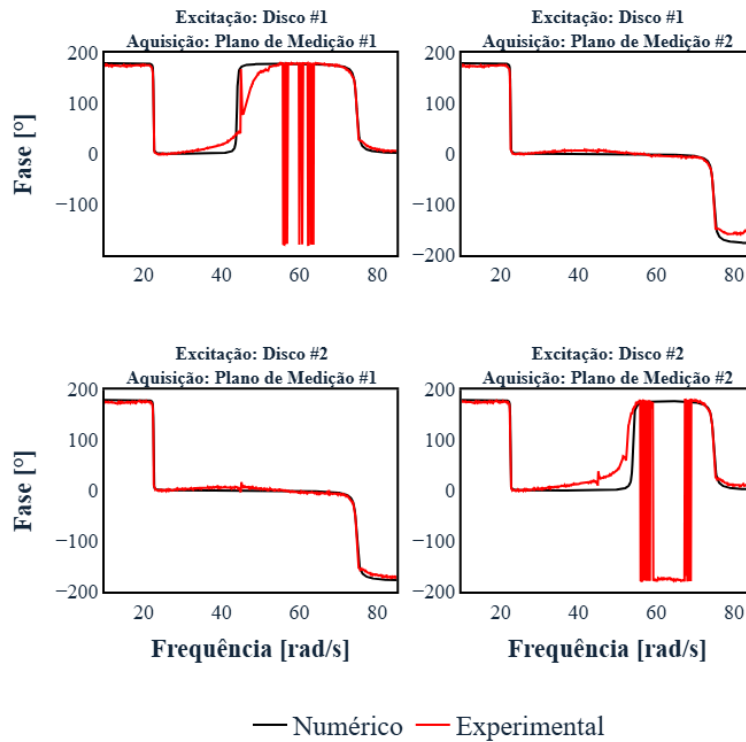 Excitação: Disco #1
Aquisição: Plano de Medição #1
Excitação: Disco #1
Aquisição: Plano de Medição #2
200
100
0
−100
Fase [°]
20
40
60
80
200
100
0
−100
−200
20
40
60
80
Excitação: Disco #2
Aquisição: Plano de Medição #1
Excitação: Disco #2
Aquisição: Plano de Medição #2
200
100
0
−100
−200
Fase [°]
20
40
60
80
Frequência [rad/s]
200
100
0
−100
−200
20
40
60
80
Frequência [rad/s]
Numérico
Experimental